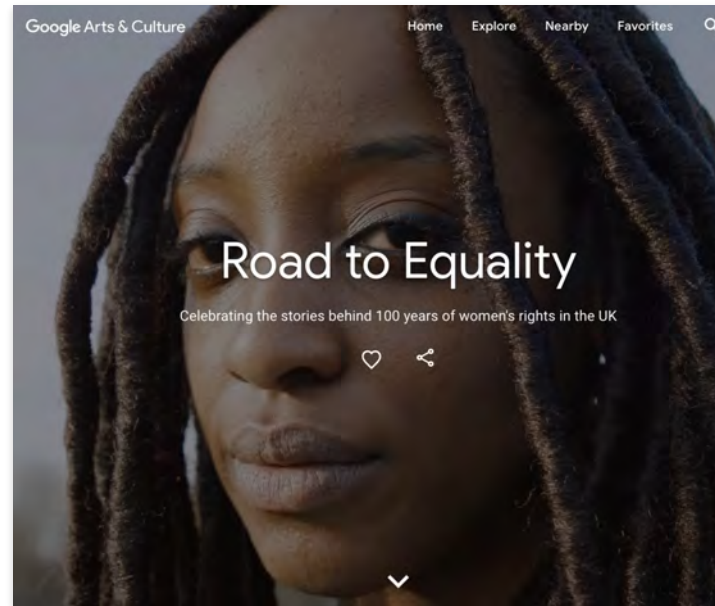 Google Arts & Culture Home Explore Nearby Favorites
Road to Equality
Celebrating the stories behind 100 years of women's rights in the UK